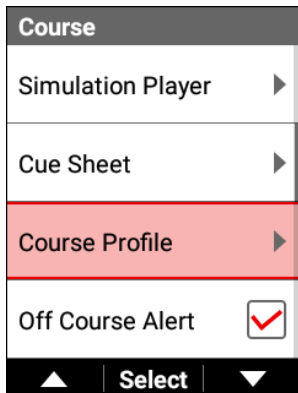 Course
Simulation Player
Cue Sheet
Course Profile
Off Course Alert
Select